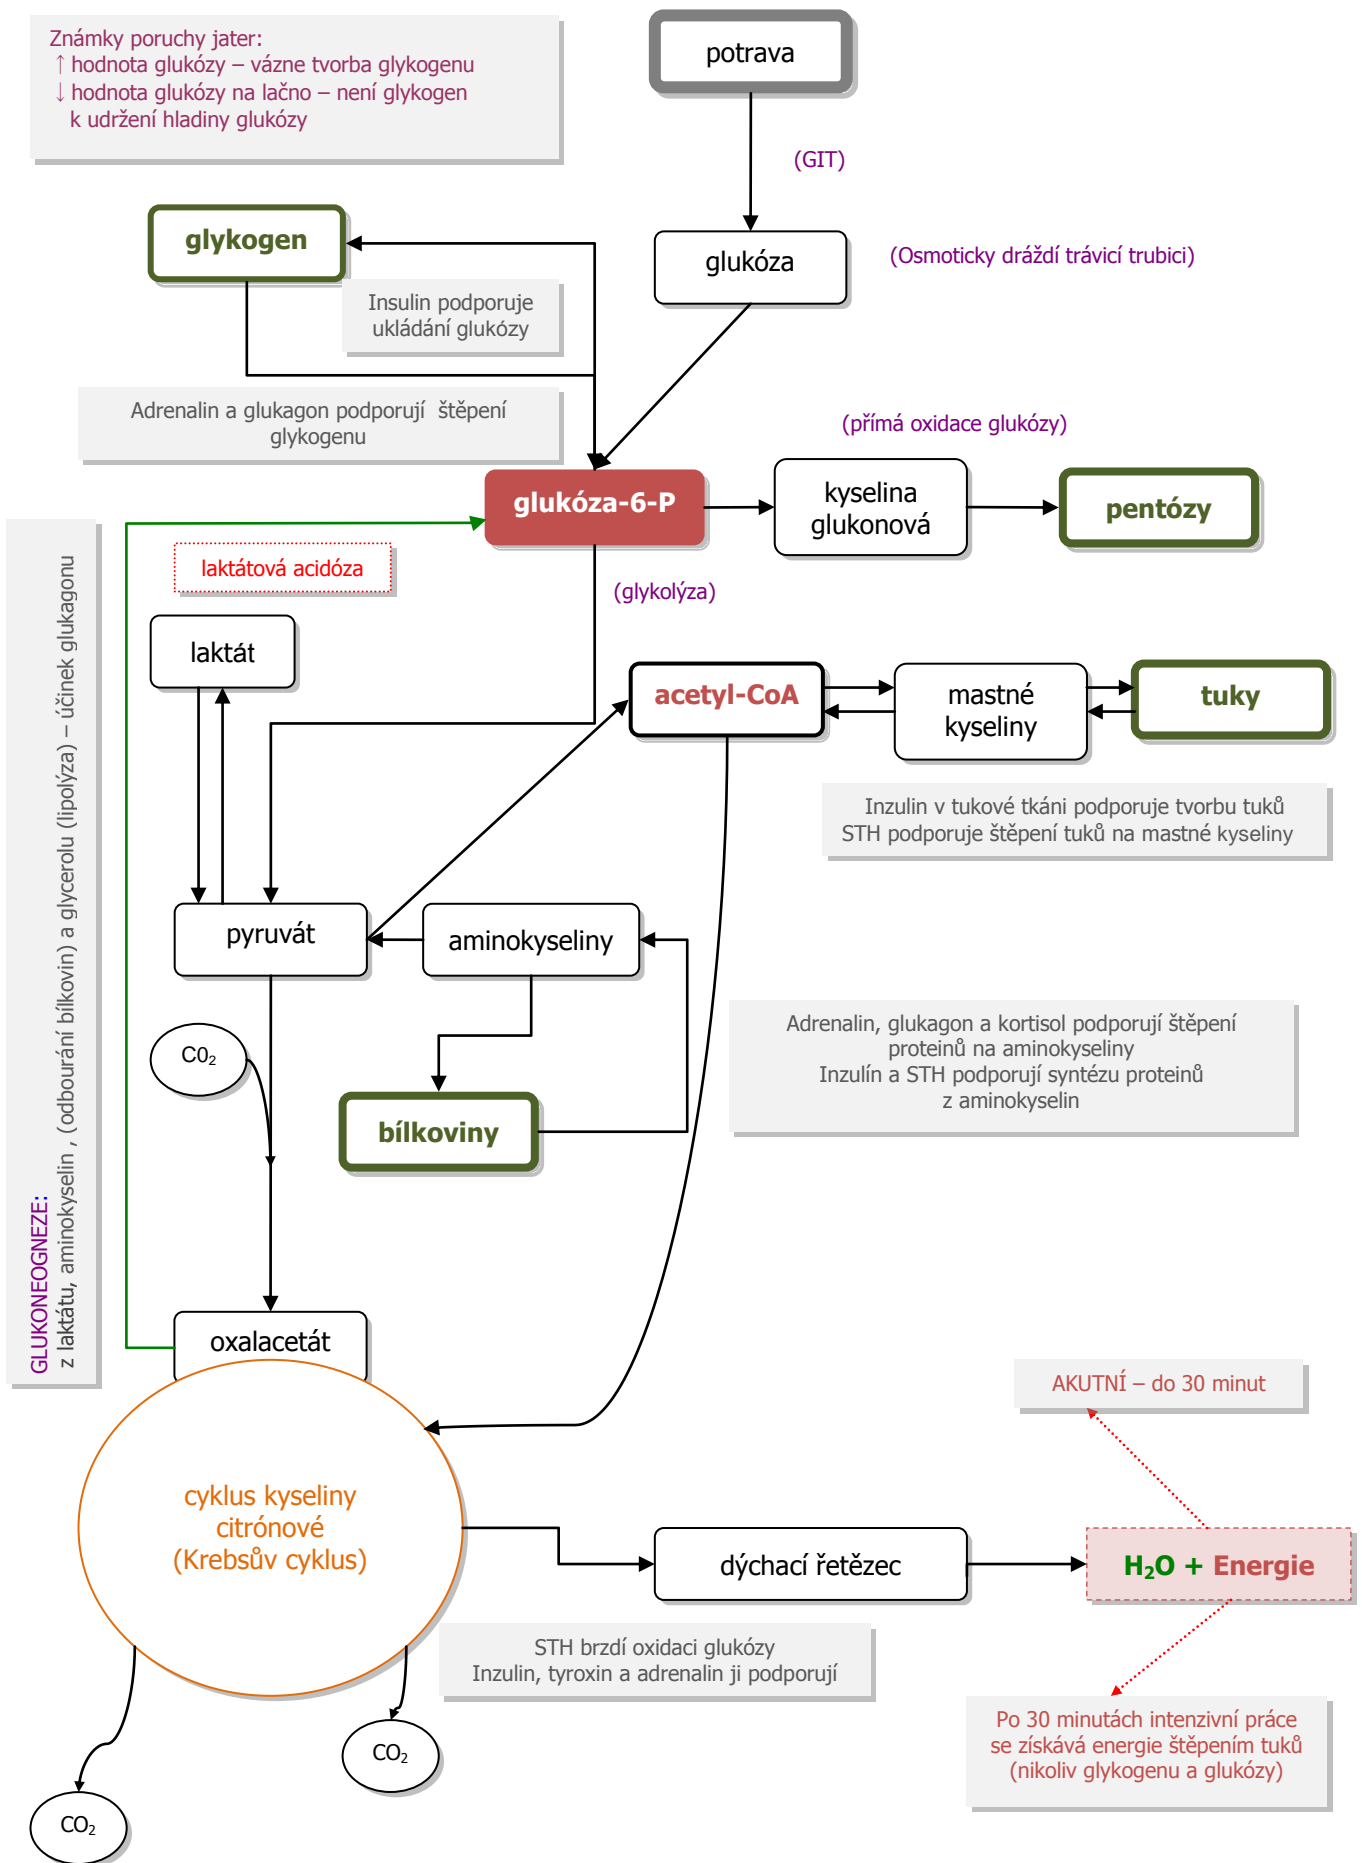 Známky poruchy jater:
↑ hodnota glukózy – vázne tvorba glykogenu
↓ hodnota glukózy na lačno – není glykogen
k udržení hladiny glukózy
potrava
(GIT)
glykogen
glukóza
(Osmoticky dráždí trávicí trubici)
Insulin podporuje
ukládání glukózy
Adrenalin a glukagon podporují štěpení
glykogenu
(přímá oxidace glukózy)
glukóza-6-P
kyselina
glukonová
pentózy
laktátová acidóza
(glykolýza)
laktát
acetyl-CoA
mastné
kyseliny
tuky
Inzulin v tukové tkáni podporuje tvorbu tuků
STH podporuje štěpení tuků na mastné kyseliny
pyruvát
aminokyseliny
Adrenalin, glukagon a kortisol podporují štěpení
proteinů na aminokyseliny
Inzulín a STH podporují syntézu proteinů
z aminokyselin
C0₂
bílkoviny
GLUKONEOGNEZE:
z laktátu, aminokyselin , (odbourání bílkovin) a glycerolu (lipolýza) – účinek glukagonu
oxalacetát
AKUTNÍ – do 30 minut
cyklus kyseliny
citrónové
(Krebsův cyklus)
dýchací řetězec
H₂O + Energie
STH brzdí oxidaci glukózy
Inzulin, tyroxin a adrenalin ji podporují
Po 30 minutách intenzivní práce
se získává energie štěpením tuků
(nikoliv glykogenu a glukózy)
CO₂
CO₂